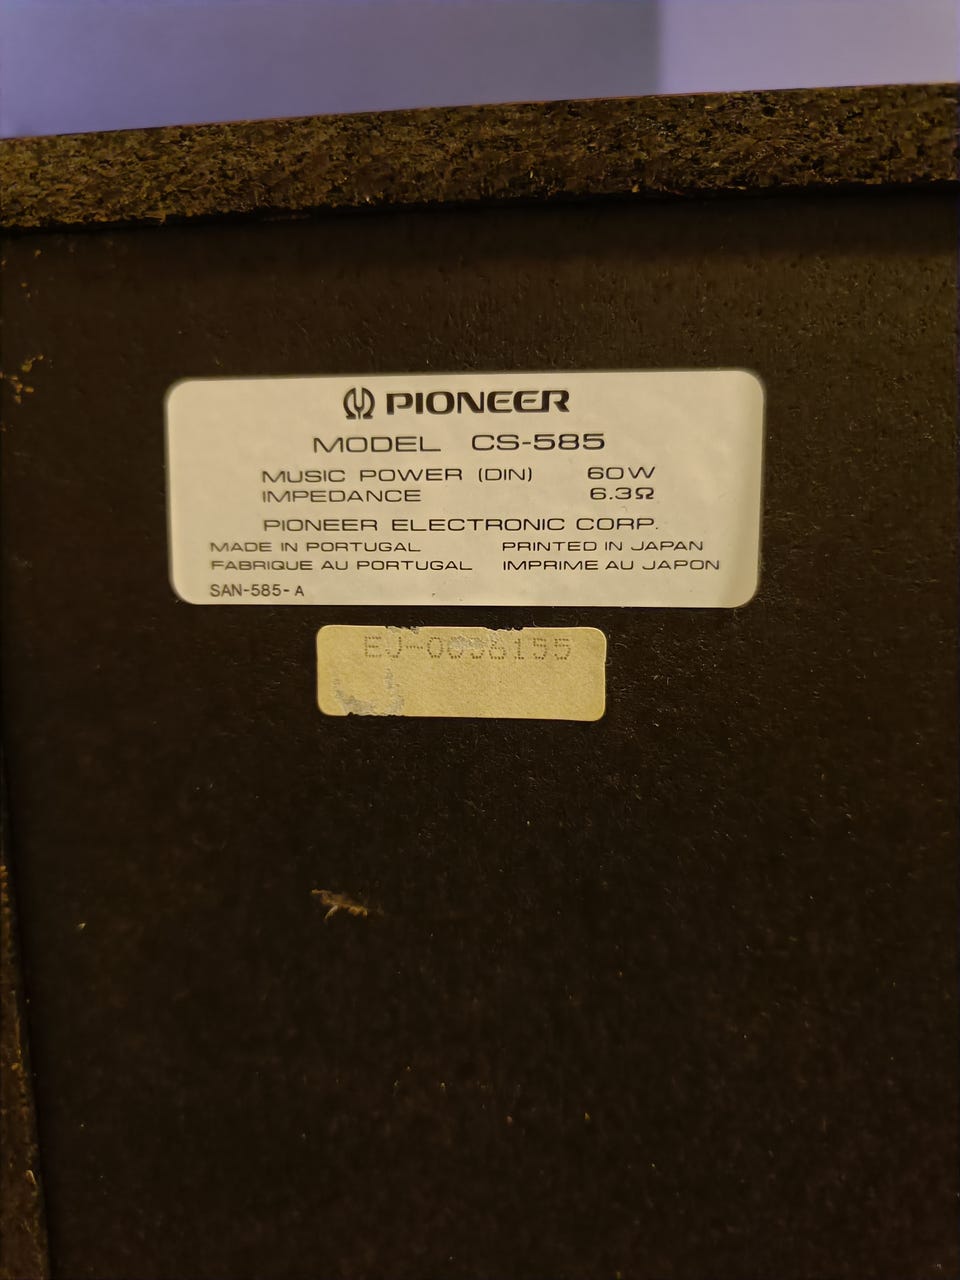 PIONEER
MODEL CS-585
MUSIC POWER (DIN) 60W
IMPEDANCE 6.3Ω
PIONEER ELECTRONIC CORP.
MADE IN PORTUGAL PRINTED IN JAPAN
FABRIQUE AU PORTUGAL IMPRIME AU JAPON
SAN-585-A